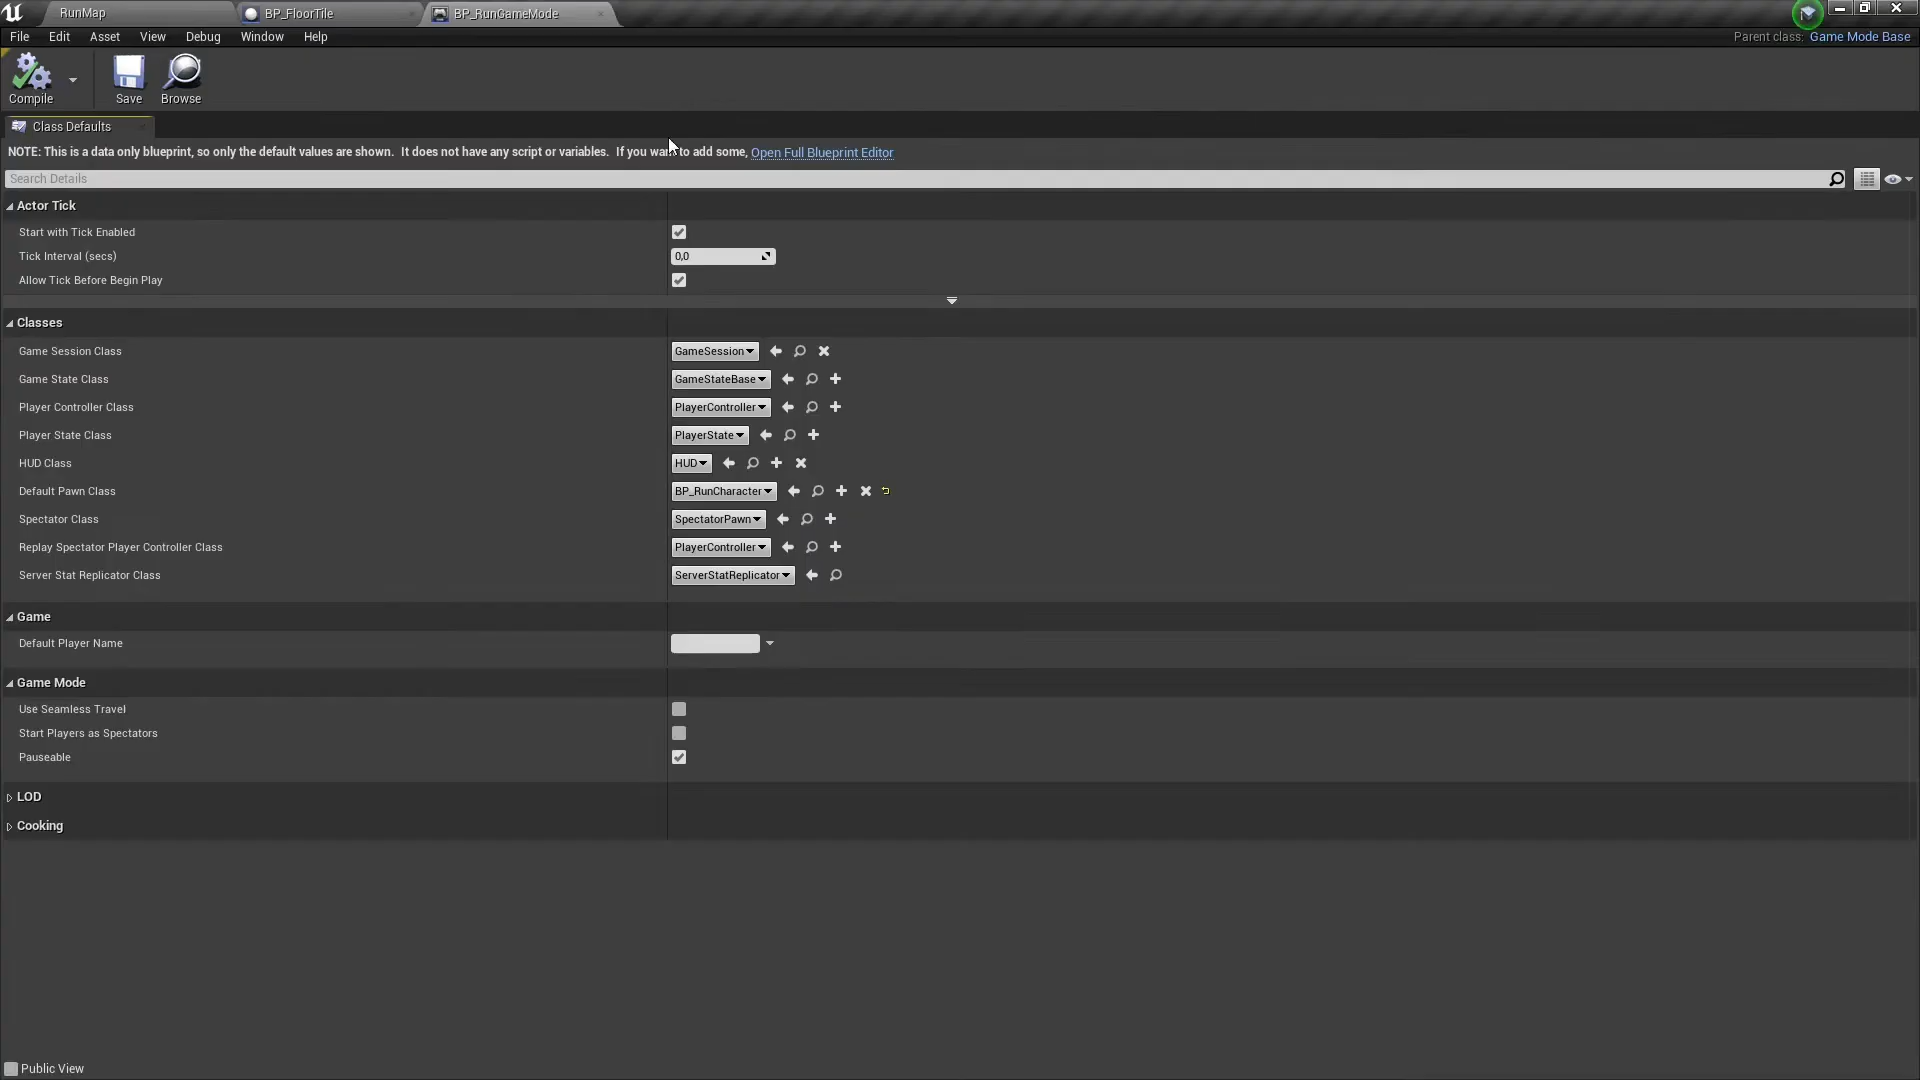 RunMap
BP_FloorTile
BP_RunGameMode
File Edit Asset View Debug Window Help
Parent class: Game Mode Base
Compile
Save
Browse
Class Defaults
NOTE: This is a data only blueprint, so only the default values are shown. It does not have any script or variables. If you want to add some, Open Full Blueprint Editor
Search Details
Actor Tick
Start with Tick Enabled
Tick Interval (secs) 0,0
Allow Tick Before Begin Play
Classes
Game Session Class GameSession
Game State Class GameStateBase
Player Controller Class PlayerController
Player State Class PlayerState
HUD Class HUD
Default Pawn Class BP_RunCharacter
Spectator Class SpectatorPawn
Replay Spectator Player Controller Class PlayerController
Server Stat Replicator Class ServerStatReplicator
Game
Default Player Name
Game Mode
Use Seamless Travel
Start Players as Spectators
Pauseable
LOD
Cooking
Public View